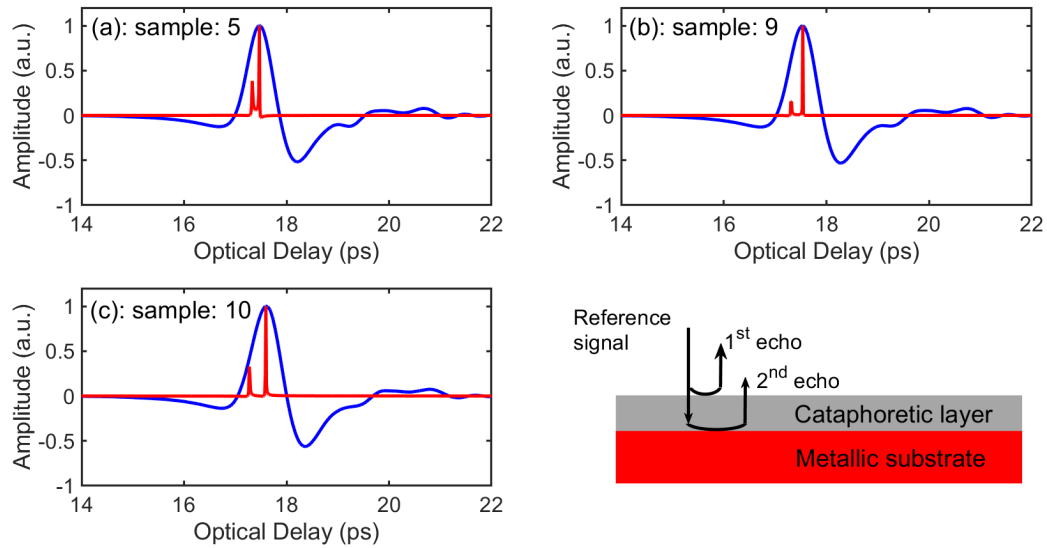 (a): sample: 5
Amplitude (a.u.)
1
0.5
0
-0.5
-1
14 16 18 20 22
Optical Delay (ps)
(b): sample: 9
Amplitude (a.u.)
1
0.5
0
-0.5
-1
14 16 18 20 22
Optical Delay (ps)
(c): sample: 10
Amplitude (a.u.)
1
0.5
0
-0.5
-1
14 16 18 20 22
Optical Delay (ps)
Reference
signal
1st echo
2nd echo
Cataphoretic layer
Metallic substrate